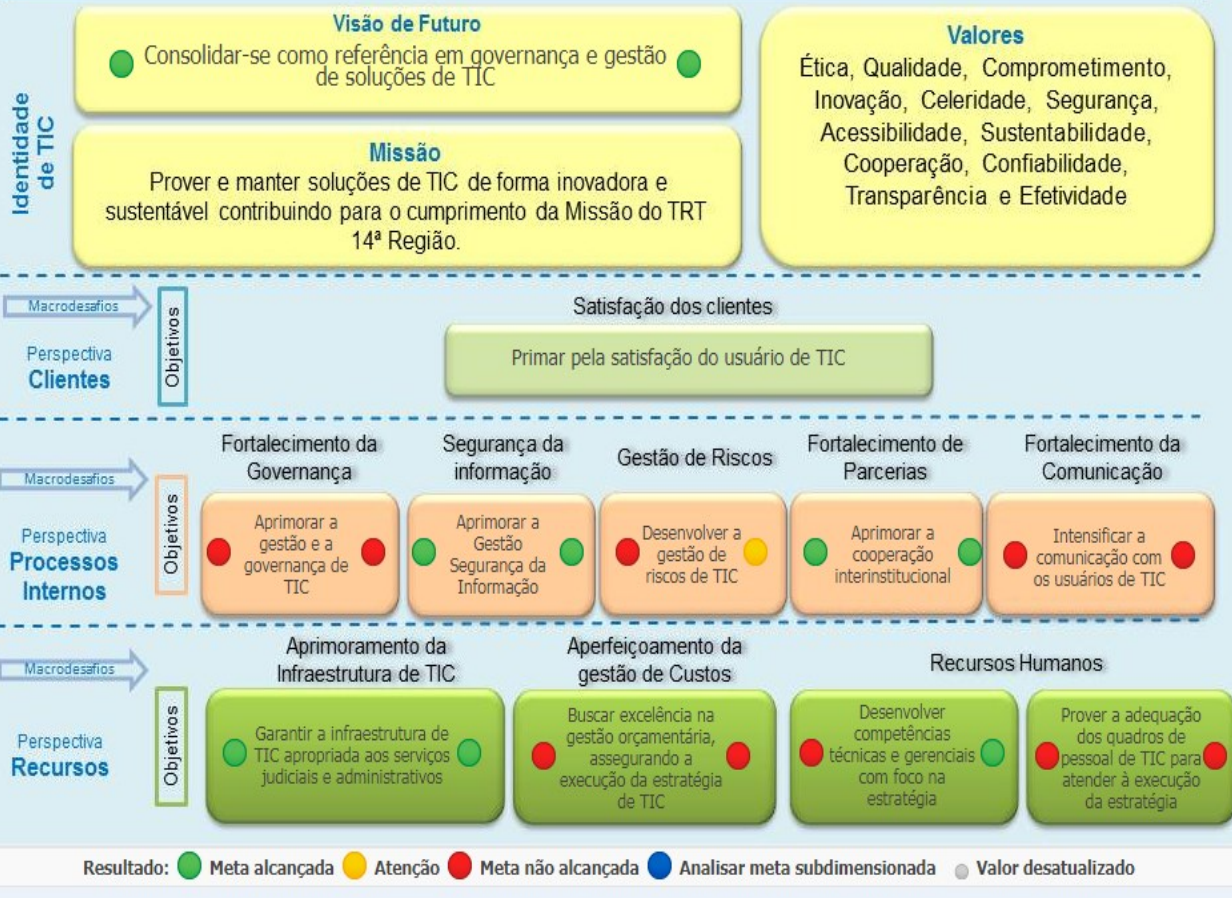 Identidade
de TIC
Visão de Futuro
Consolidar-se como referência em governança e gestão
de soluções de TIC
Missão
Prover e manter soluções de TIC de forma inovadora e
sustentável contribuindo para o cumprimento da Missão do TRT
14ª Região.
Valores
Ética, Qualidade, Comprometimento,
Inovação, Celeridade, Segurança,
Acessibilidade, Sustentabilidade,
Cooperação, Confiabilidade,
Transparência e Efetividade
Macrodesafios
Perspectiva
Clientes
Objetivos
Satisfação dos clientes
Primar pela satisfação do usuário de TIC
Macrodesafios
Perspectiva
Processos
Internos
Objetivos
Fortalecimento da
Governança
Aprimorar a
gestão e a
governança de
TIC
Segurança da
informação
Aprimorar a
Gestão
Segurança da
Informação
Gestão de Riscos
Desenvolver a
gestão de
riscos de TIC
Fortalecimento de
Parcerias
Aprimorar a
cooperação
interinstitucional
Fortalecimento da
Comunicação
Intensificar a
comunicação com
os usuários de TIC
Macrodesafios
Perspectiva
Recursos
Objetivos
Aprimoramento da
Infraestrutura de TIC
Garantir a infraestrutura de
TIC apropriada aos serviços
judiciais e administrativos
Aperfeiçoamento da
gestão de Custos
Buscar excelência na
gestão orçamentária,
assegurando a
execução da estratégia
de TIC
Recursos Humanos
Desenvolver
competências
técnicas e gerenciais
com foco na
estratégia
Prover a adequação
dos quadros de
pessoal de TIC para
atender à execução
da estratégia
Resultado: Meta alcançada Atenção Meta não alcançada Analisar meta subdimensionada Valor desatualizado